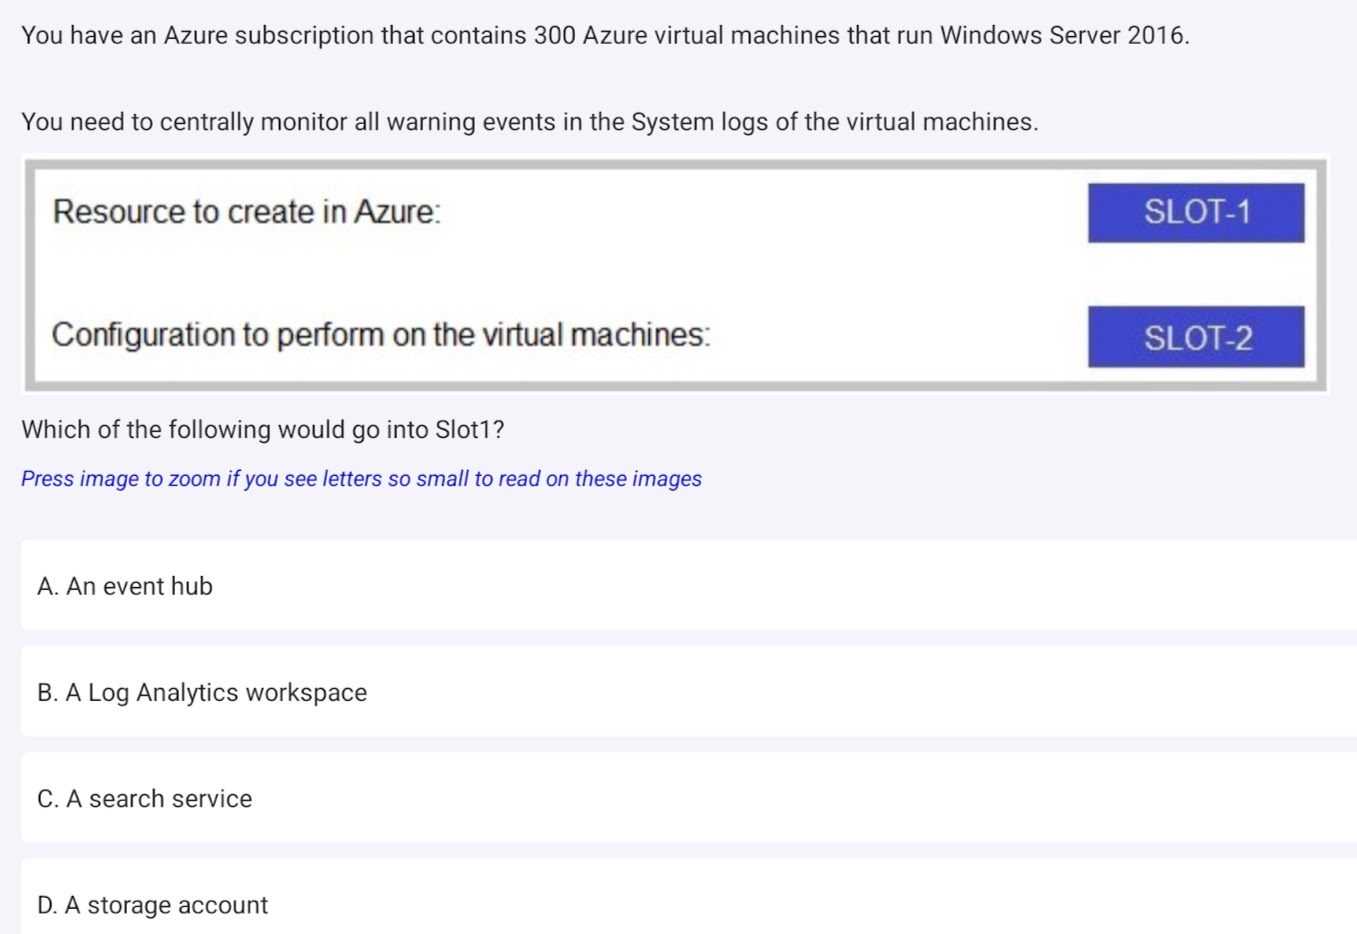 You have an Azure subscription that contains 300 Azure virtual machines that run Windows Server 2016.
You need to centrally monitor all warning events in the System logs of the virtual machines.
Resource to create in Azure:
SLOT-1
Configuration to perform on the virtual machines:
SLOT-2
Which of the following would go into Slot1?
Press image to zoom if you see letters so small to read on these images
A. An event hub
B. A Log Analytics workspace
C. A search service
D. A storage account